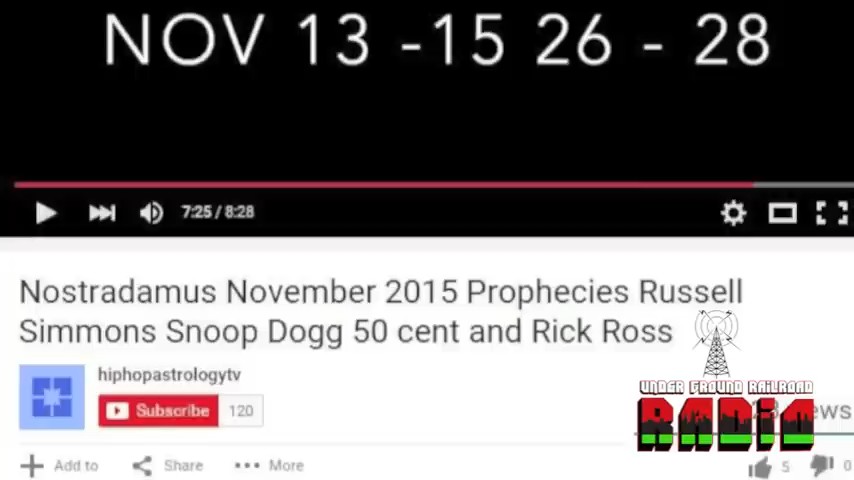 NOV 13 -15 26 - 28
7:25 / 8:28
Nostradamus November 2015 Prophecies Russell
Simmons Snoop Dogg 50 cent and Rick Ross
hiphopastrologytv
Subscribe 120
UNDER GROUND RAILROAD
RADIO
Add to Share More
5 0